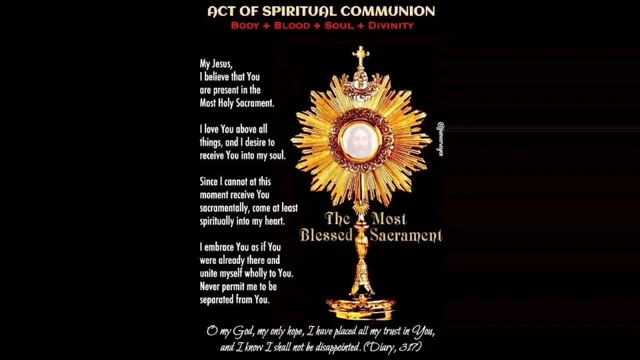 ACT OF SPIRITUAL COMMUNION
BODY + BLOOD + SOUL + DIVINITY
My Jesus,
I believe that You
are present in the
Most Holy Sacrament.
I love You above all
things, and I desire to
receive You into my soul.
Since I cannot at this
moment receive You
sacramentally, come at least
spiritually into my heart.
I embrace You as if You
were already there and
unite myself wholly to You.
Never permit me to be
separated from You.
The Most
Blessed Sacrament
O my God, my only hope, I have placed all my trust in You,
and I know I shall not be disappointed. (Diary, 317)